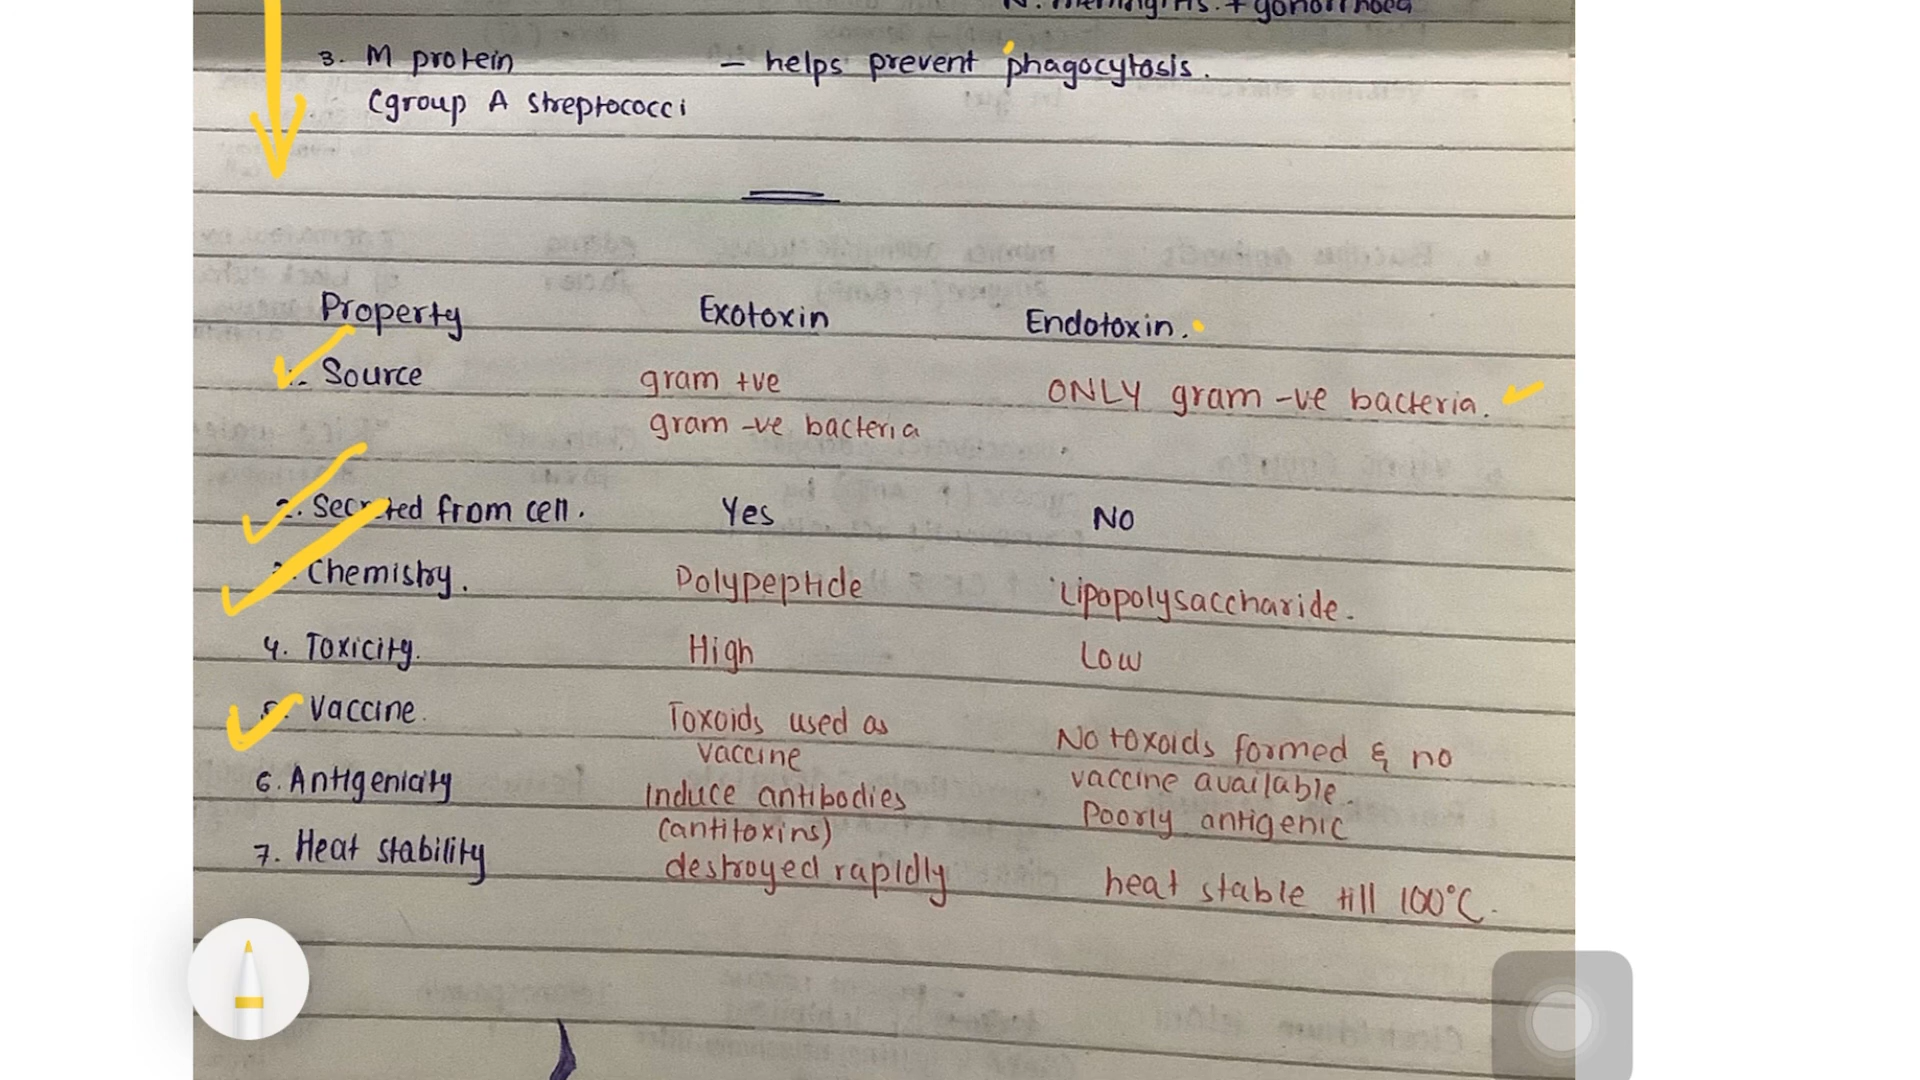 N. meningitis. + gonorrhoea
3. M protein – helps prevent phagocytosis.
(group A streptococci
Property Exotoxin Endotoxin.
1. Source gram +ve ONLY gram -ve bacteria.
gram -ve bacteria
2. Secreted from cell. Yes NO
3. Chemistry. Polypeptide Lipopolysaccharide.
4. Toxicity. High Low
5. Vaccine. Toxoids used as No toxoids formed & no
vaccine vaccine available.
6. Antigenicity Induce antibodies Poorly antigenic
(antitoxins)
7. Heat stability destroyed rapidly heat stable till 100°C.